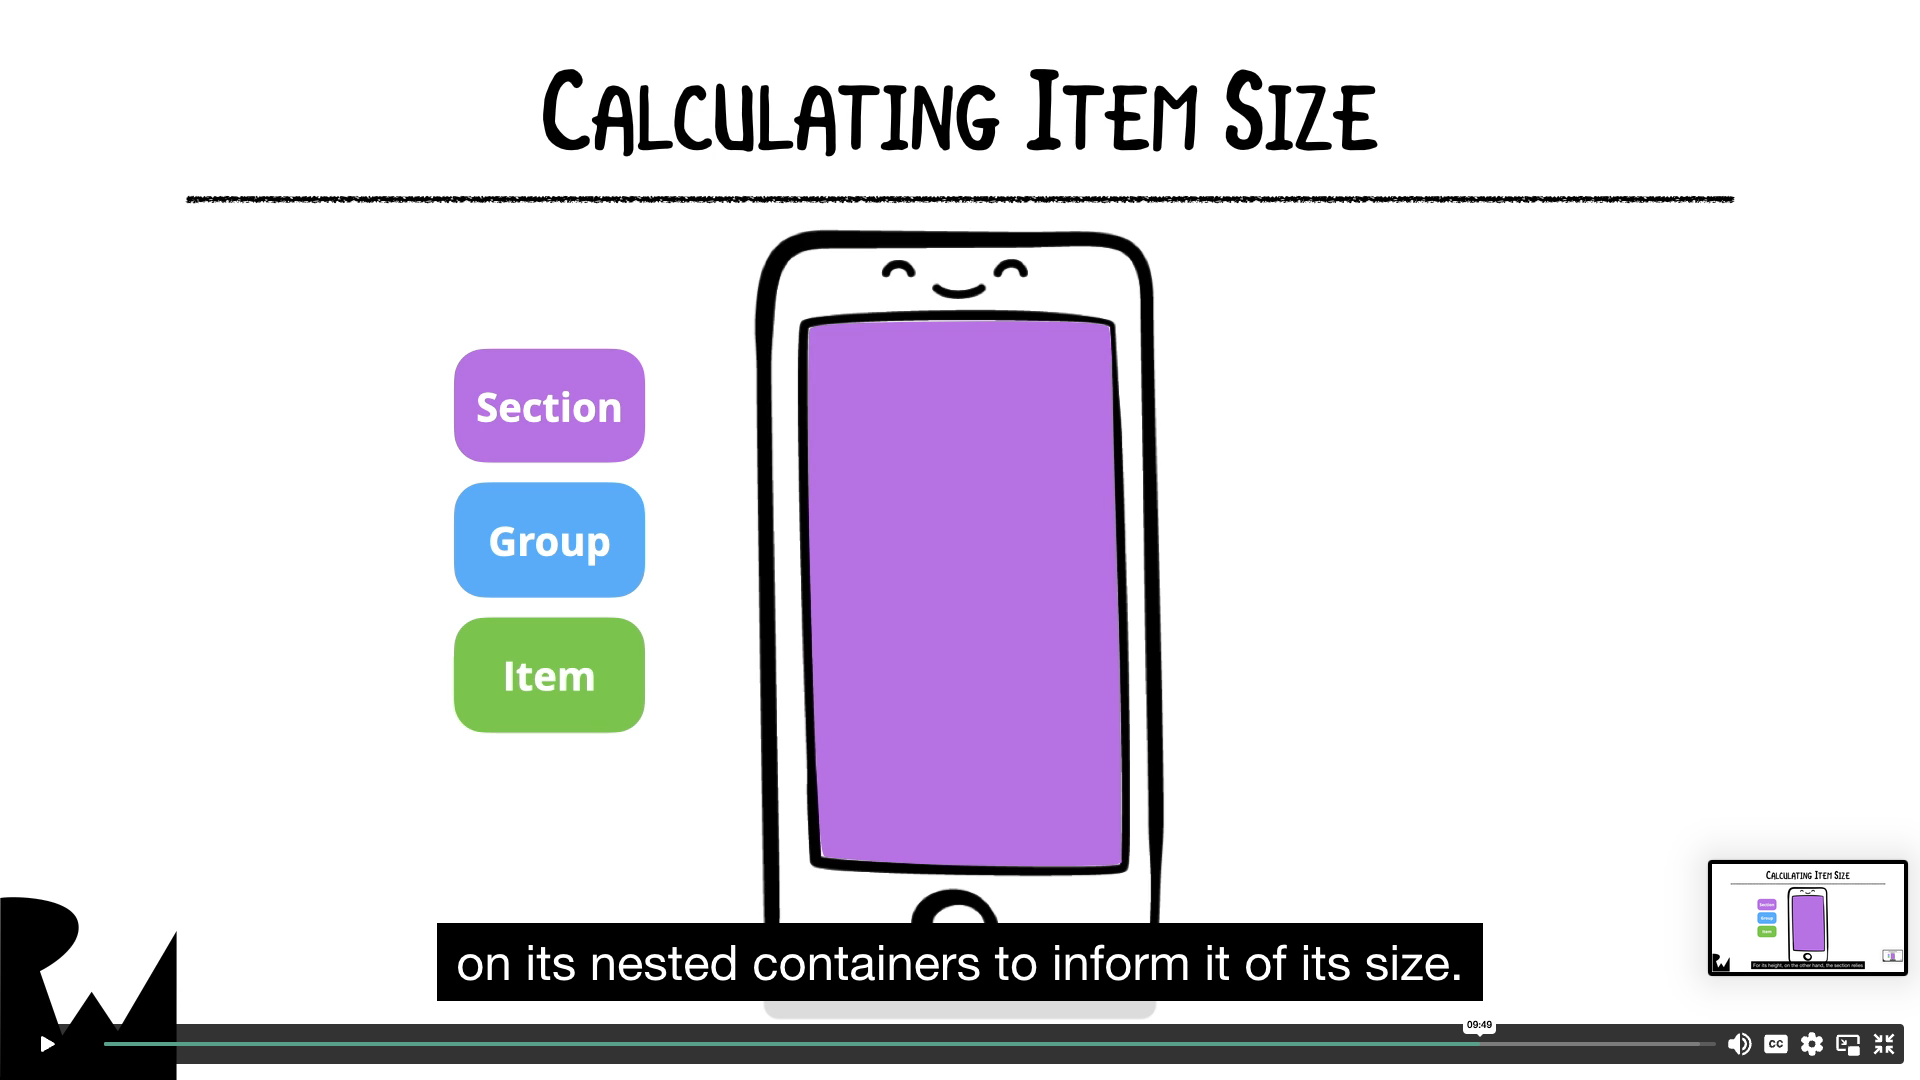 Calculating Item Size
Section
Group
Item
on its nested containers to inform it of its size.
Calculating Item Size
Section
Group
Item
For its height, on the other hand, the section relies
09:49
CC